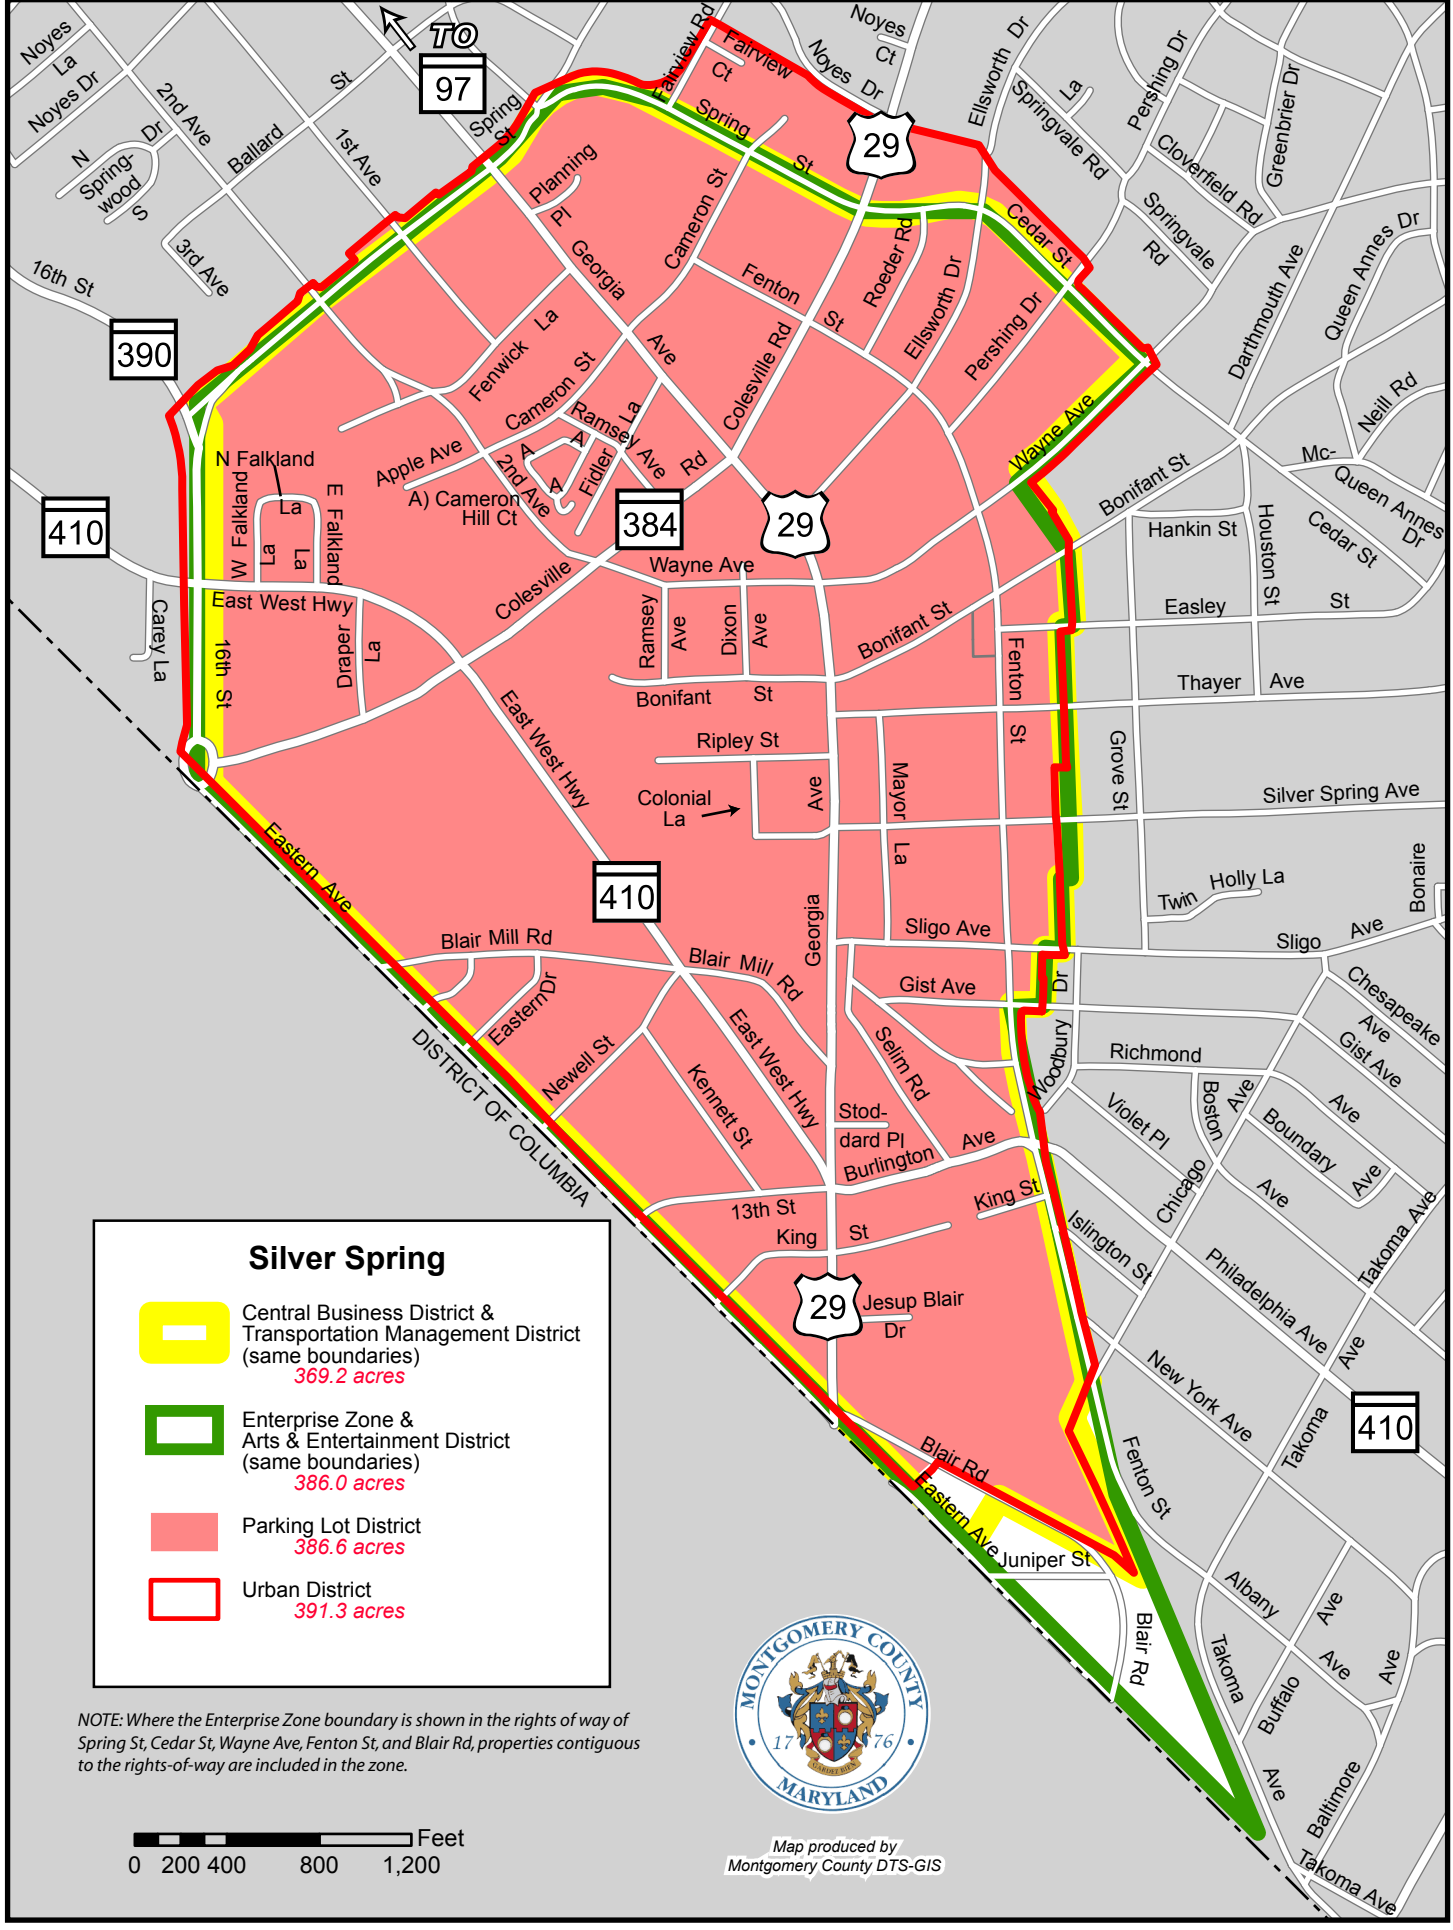 Noyes
La
Noyes Dr
N
Spring-
wood
Dr
S
2nd Ave
Ballard
St
1st Ave
3rd Ave
16th St
TO
97
Spring
St
Fairview Rd
Fairview
Ct
Noyes
Ct
Noyes
Dr
29
Ellsworth Dr
Springvale Rd
La
Pershing Dr
Cloverfield Rd
Greenbrier Dr
Springvale
Rd
Queen Annes Dr
Darthmouth Ave
Neill Rd
Mc-
Queen Annes
Dr
Cedar St
Planning
Pl
Spring
St
Cameron St
Georgia
Ave
Fenton
St
Roeder Rd
Ellsworth Dr
Pershing Dr
Cedar St
Colesville Rd
Wayne Ave
390
410
Fenwick
La
Cameron St
Ramsey
Ave
Fidler
La
Apple Ave
2nd Ave
A
A
A
A) Cameron
Hill Ct
Rd
384
29
N Falkland
La
W Falkland
La
E Falkland
La
East West Hwy
Draper
La
16th St
Carey La
Colesville
Wayne Ave
Ramsey
Ave
Dixon
Ave
Bonifant St
Bonifant
St
Bonifant St
Hankin St
Houston St
Easley
St
Thayer
Ave
Grove St
Silver Spring Ave
Fenton
St
Ripley St
Colonial
La
Ave
Mayor
La
East West Hwy
410
Georgia
Sligo Ave
Sligo
Ave
Twin
Holly La
Bonaire
Eastern Ave
Blair Mill Rd
Blair Mill
Rd
Eastern
Dr
Newell St
Kennett St
East West Hwy
Gist Ave
Selim Rd
Woodbury
Dr
Chesapeake
Ave
Gist Ave
Richmond
Ave
Boston
Violet Pl
Boundary
Ave
Chicago
Ave
Ave
Takoma Ave
Stod-
dard Pl
Burlington
Ave
13th St
King
St
King St
Islington St
Philadelphia Ave
New York Ave
Takoma
Ave
410
29
Jesup Blair
Dr
DISTRICT OF COLUMBIA
Blair Rd
Eastern Ave
Juniper St
Fenton St
Blair Rd
Albany
Ave
Ave
Takoma
Ave
Buffalo
Baltimore
Ave
Takoma Ave
Silver Spring
Central Business District &
Transportation Management District
(same boundaries)
369.2 acres
Enterprise Zone &
Arts & Entertainment District
(same boundaries)
386.0 acres
Parking Lot District
386.6 acres
Urban District
391.3 acres
NOTE: Where the Enterprise Zone boundary is shown in the rights of way of
Spring St, Cedar St, Wayne Ave, Fenton St, and Blair Rd, properties contiguous
to the rights-of-way are included in the zone.
Feet
0 200 400 800 1,200
MONTGOMERY COUNTY
17 76
GARDEZ BIEN
MARYLAND
Map produced by
Montgomery County DTS-GIS